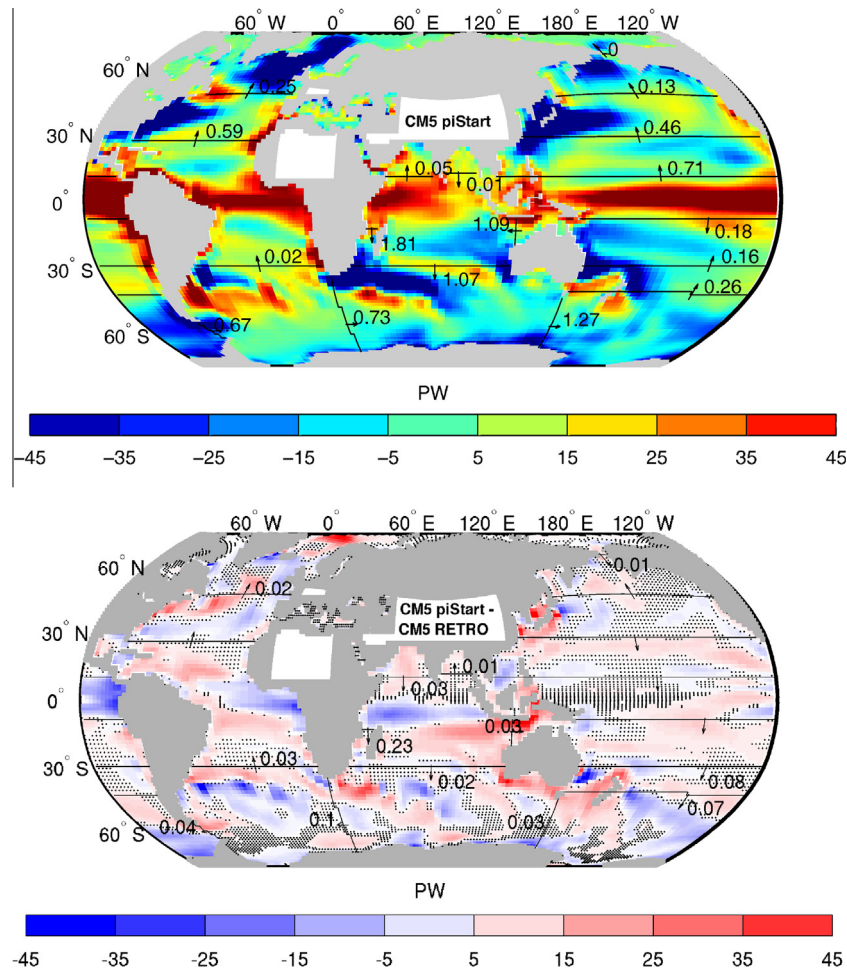 60° W 0° 60° E 120° E 180° E 120° W
60° N
30° N
0°
30° S
60° S
CM5 piStart
0
0.25
0.13
0.59
0.46
0.05
0.71
0.01
1.09
0.18
1.81
0.02
0.16
1.07
0.26
0.67
0.73
1.27
PW
−45 −35 −25 −15 −5 5 15 25 35 45
60° W 0° 60° E 120° E 180° E 120° W
60° N
30° N
0°
30° S
60° S
CM5 piStart -
CM5 RETRO
0.01
0.02
0.01
0.03
0.03
0.23
0.03
0.02
0.08
0.07
0.1
0.04
0.03
PW
-45 -35 -25 -15 -5 5 15 25 35 45